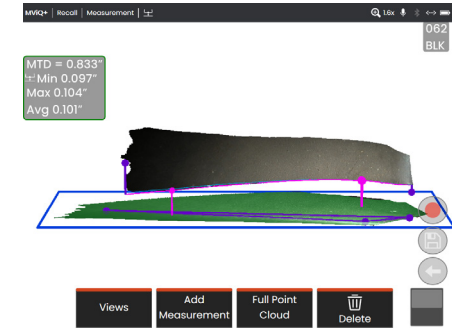 MViQ+ | Recall | Measurement |
1.6x
062
BLK
MTD = 0.833"
Min 0.097"
Max 0.104"
Avg 0.101"
Views
Add
Measurement
Full Point
Cloud
Delete